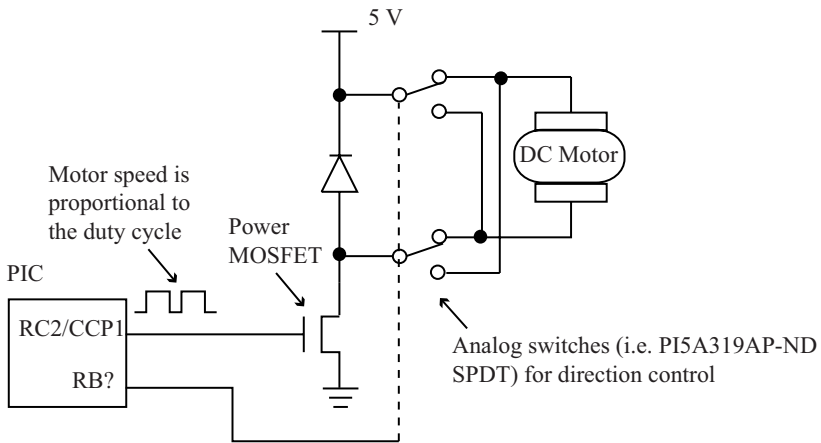 5 V
DC Motor
Motor speed is
proportional to
the duty cycle
Power
MOSFET
PIC
RC2/CCP1
RB?
Analog switches (i.e. PI5A319AP-ND
SPDT) for direction control